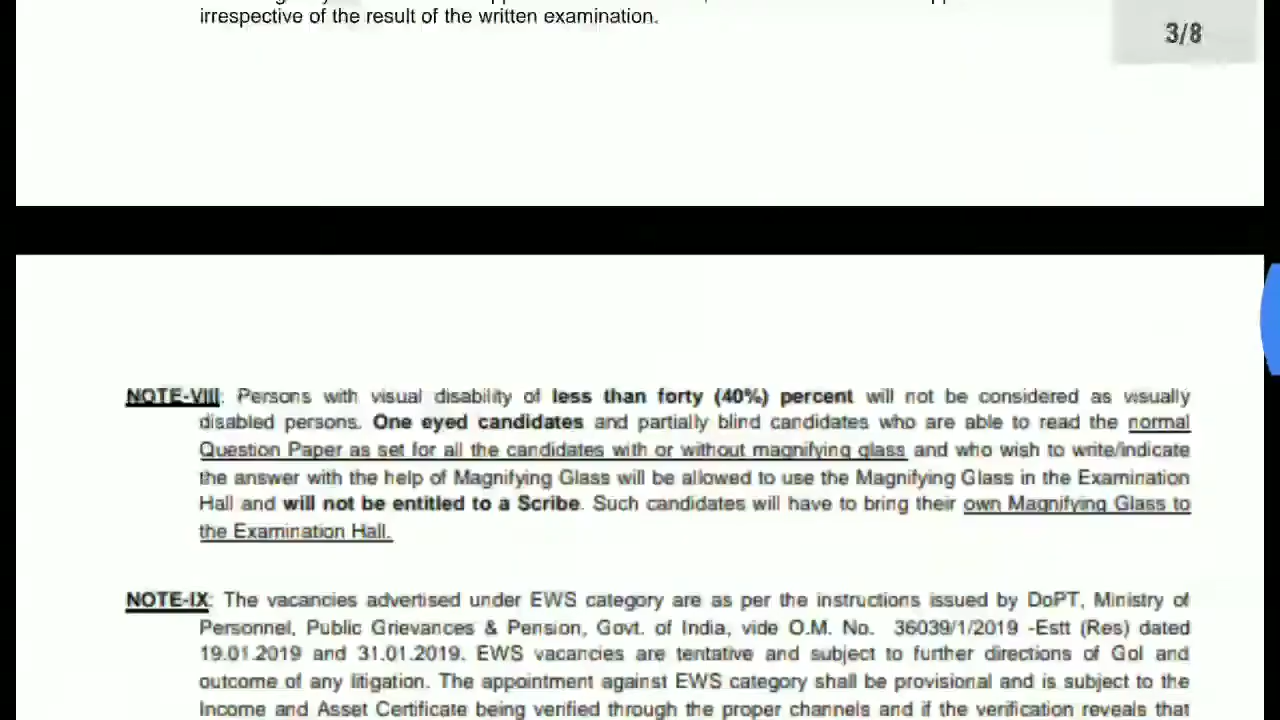 irrespective of the result of the written examination.
3/8
NOTE-VIII: Persons with visual disability of less than forty (40%) percent will not be considered as visually
disabled persons. One eyed candidates and partially blind candidates who are able to read the normal
Question Paper as set for all the candidates with or without magnifying glass and who wish to write/indicate
the answer with the help of Magnifying Glass will be allowed to use the Magnifying Glass in the Examination
Hall and will not be entitled to a Scribe. Such candidates will have to bring their own Magnifying Glass to
the Examination Hall.
NOTE-IX: The vacancies advertised under EWS category are as per the instructions issued by DoPT, Ministry of
Personnel, Public Grievances & Pension, Govt. of India, vide O.M. No. 36039/1/2019 -Estt (Res) dated
19.01.2019 and 31.01.2019. EWS vacancies are tentative and subject to further directions of GoI and
outcome of any litigation. The appointment against EWS category shall be provisional and is subject to the
Income and Asset Certificate being verified through the proper channels and if the verification reveals that